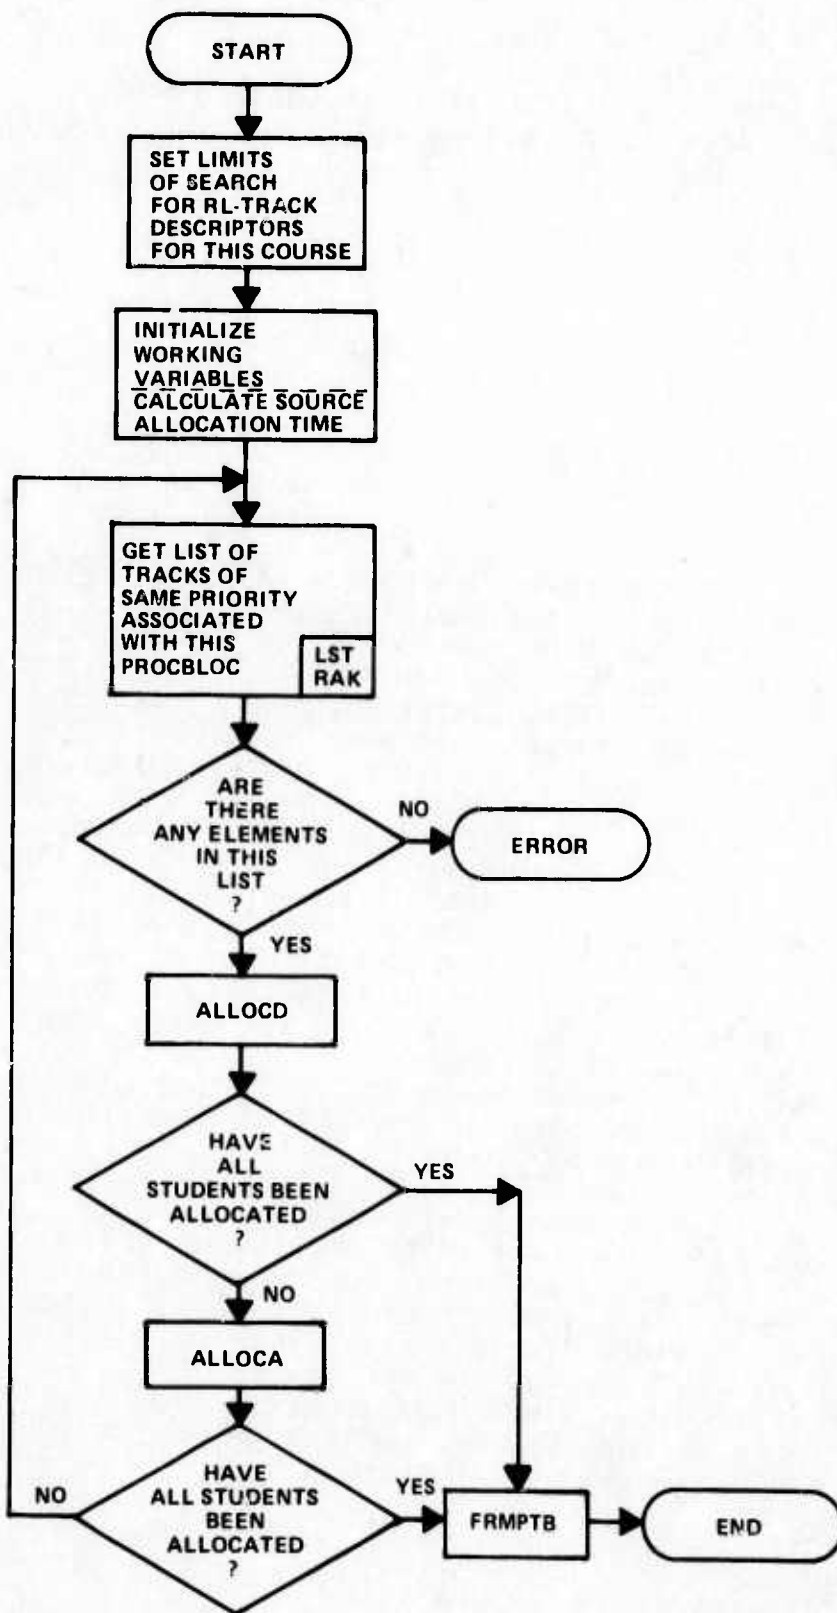 START
SET LIMITS
OF SEARCH
FOR RL-TRACK
DESCRIPTORS
FOR THIS COURSE
INITIALIZE
WORKING
VARIABLES
CALCULATE SOURCE
ALLOCATION TIME
GET LIST OF
TRACKS OF
SAME PRIORITY
ASSOCIATED
WITH THIS
PROCBLOC
LST
RAK
ARE
THERE
ANY ELEMENTS
IN THIS
LIST
?
NO
ERROR
YES
ALLOCD
HAVE
ALL
STUDENTS BEEN
ALLOCATED
?
YES
NO
ALLOCA
HAVE
ALL STUDENTS
BEEN
ALLOCATED
?
NO
YES
FRMPTB
END